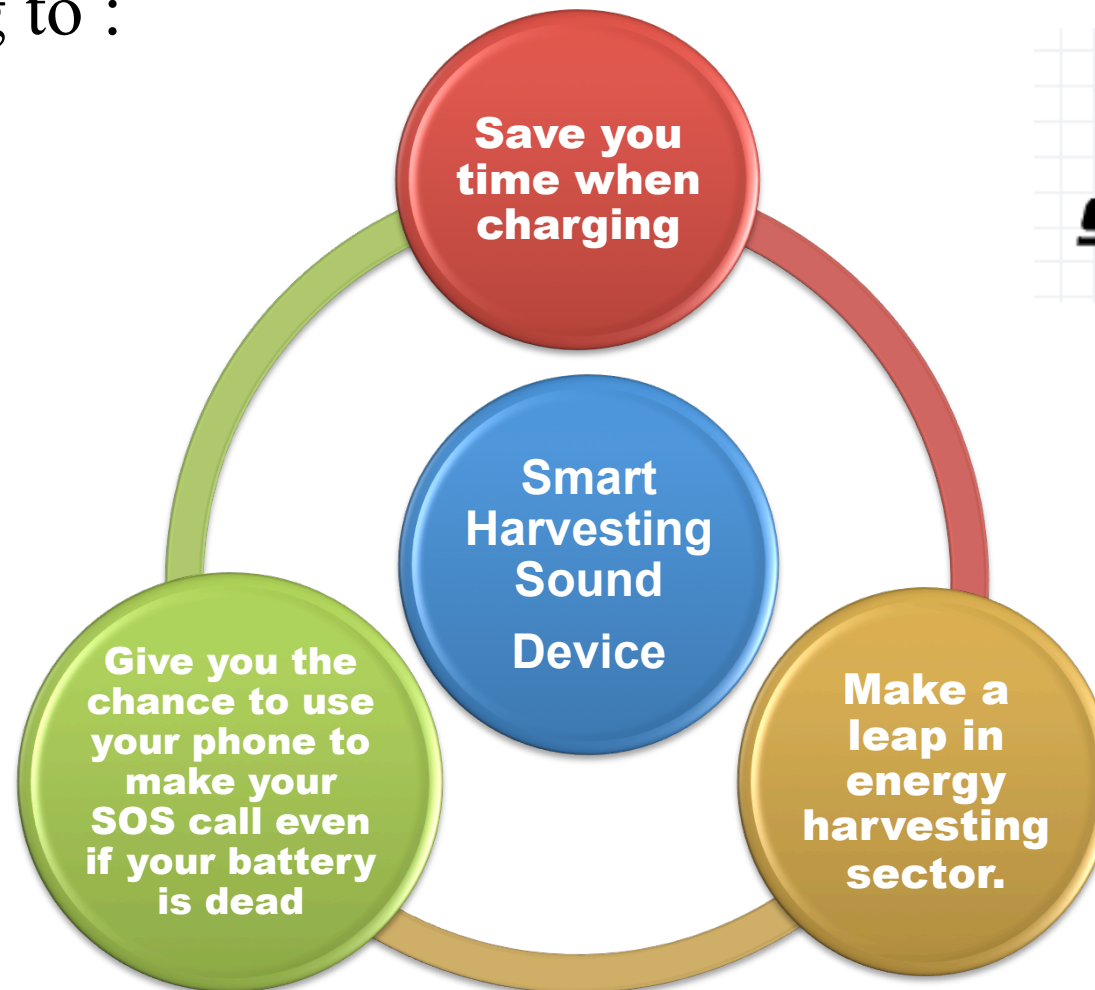 to :
Save you
time when
charging
Smart
Harvesting
Sound
Device
Give you the
chance to use
your phone to
make your
SOS call even
if your battery
is dead
Make a
leap in
energy
harvesting
sector.